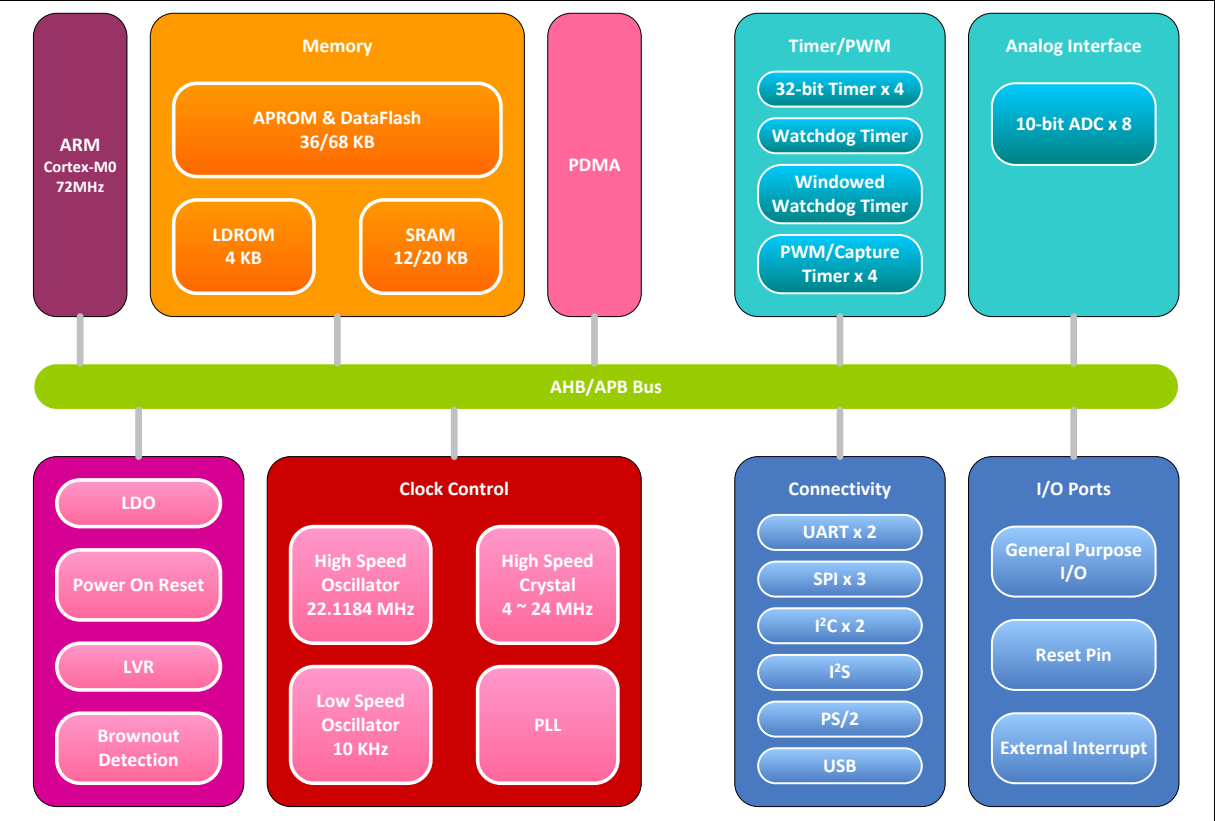 ARM
Cortex-M0
72MHz
Memory
APROM & DataFlash
36/68 KB
LDROM
4 KB
SRAM
12/20 KB
PDMA
Timer/PWM
32-bit Timer x 4
Watchdog Timer
Windowed
Watchdog Timer
PWM/Capture
Timer x 4
Analog Interface
10-bit ADC x 8
AHB/APB Bus
LDO
Power On Reset
LVR
Brownout
Detection
Clock Control
High Speed
Oscillator
22.1184 MHz
High Speed
Crystal
4 ~ 24 MHz
Low Speed
Oscillator
10 KHz
PLL
Connectivity
UART x 2
SPI x 3
I²C x 2
I²S
PS/2
USB
I/O Ports
General Purpose
I/O
Reset Pin
External Interrupt